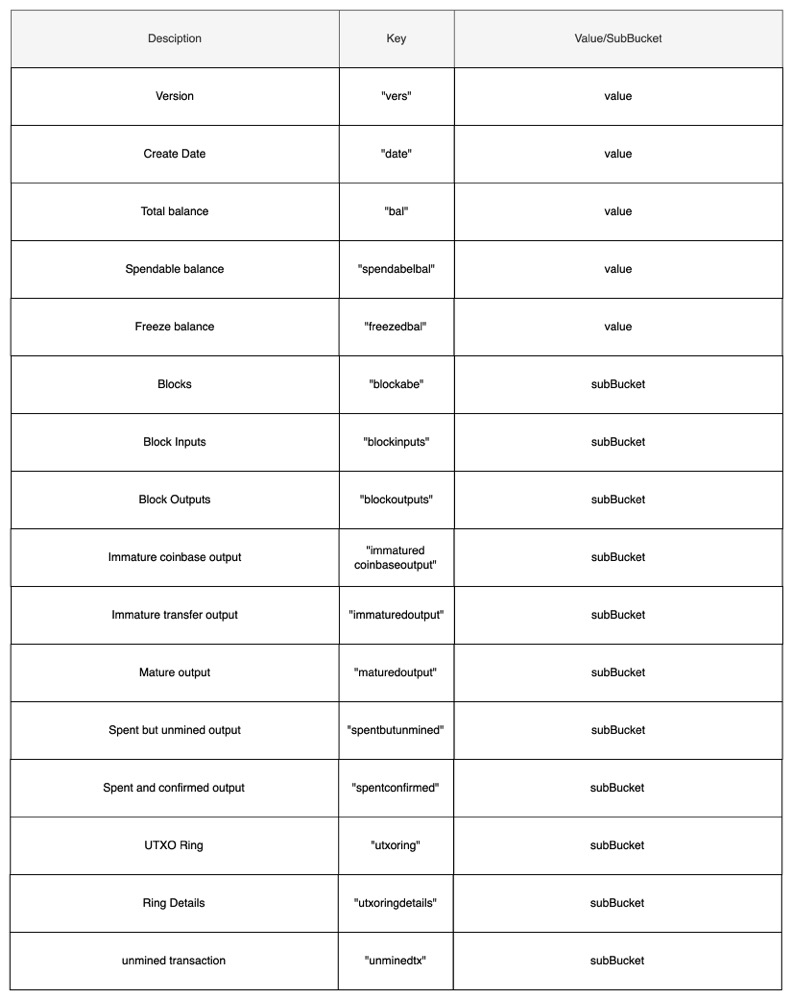 Desciption Key Value/SubBucket
Version "vers" value
Create Date "date" value
Total balance "bal" value
Spendable balance "spendabelbal" value
Freeze balance "freezedbal" value
Blocks "blockabe" subBucket
Block Inputs "blockinputs" subBucket
Block Outputs "blockoutputs" subBucket
Immature coinbase output "immatured
coinbaseoutput" subBucket
Immature transfer output "immaturedoutput" subBucket
Mature output "maturedoutput" subBucket
Spent but unmined output "spentbutunmined" subBucket
Spent and confirmed output "spentconfirmed" subBucket
UTXO Ring "utxoring" subBucket
Ring Details "utxoringdetails" subBucket
unmined transaction "unminedtx" subBucket